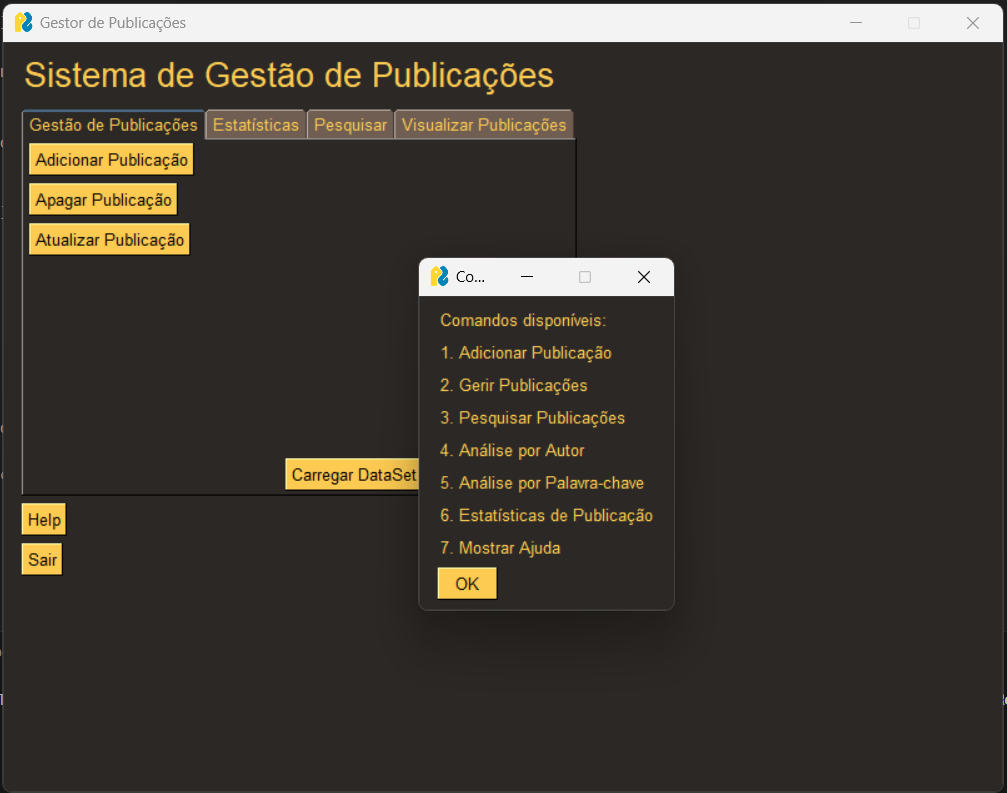 Gestor de Publicações
Sistema de Gestão de Publicações
Gestão de Publicações Estatísticas Pesquisar Visualizar Publicações
Adicionar Publicação
Apagar Publicação
Atualizar Publicação
Carregar DataSet
Help
Sair
Co...
Comandos disponíveis:
1. Adicionar Publicação
2. Gerir Publicações
3. Pesquisar Publicações
4. Análise por Autor
5. Análise por Palavra-chave
6. Estatísticas de Publicação
7. Mostrar Ajuda
OK